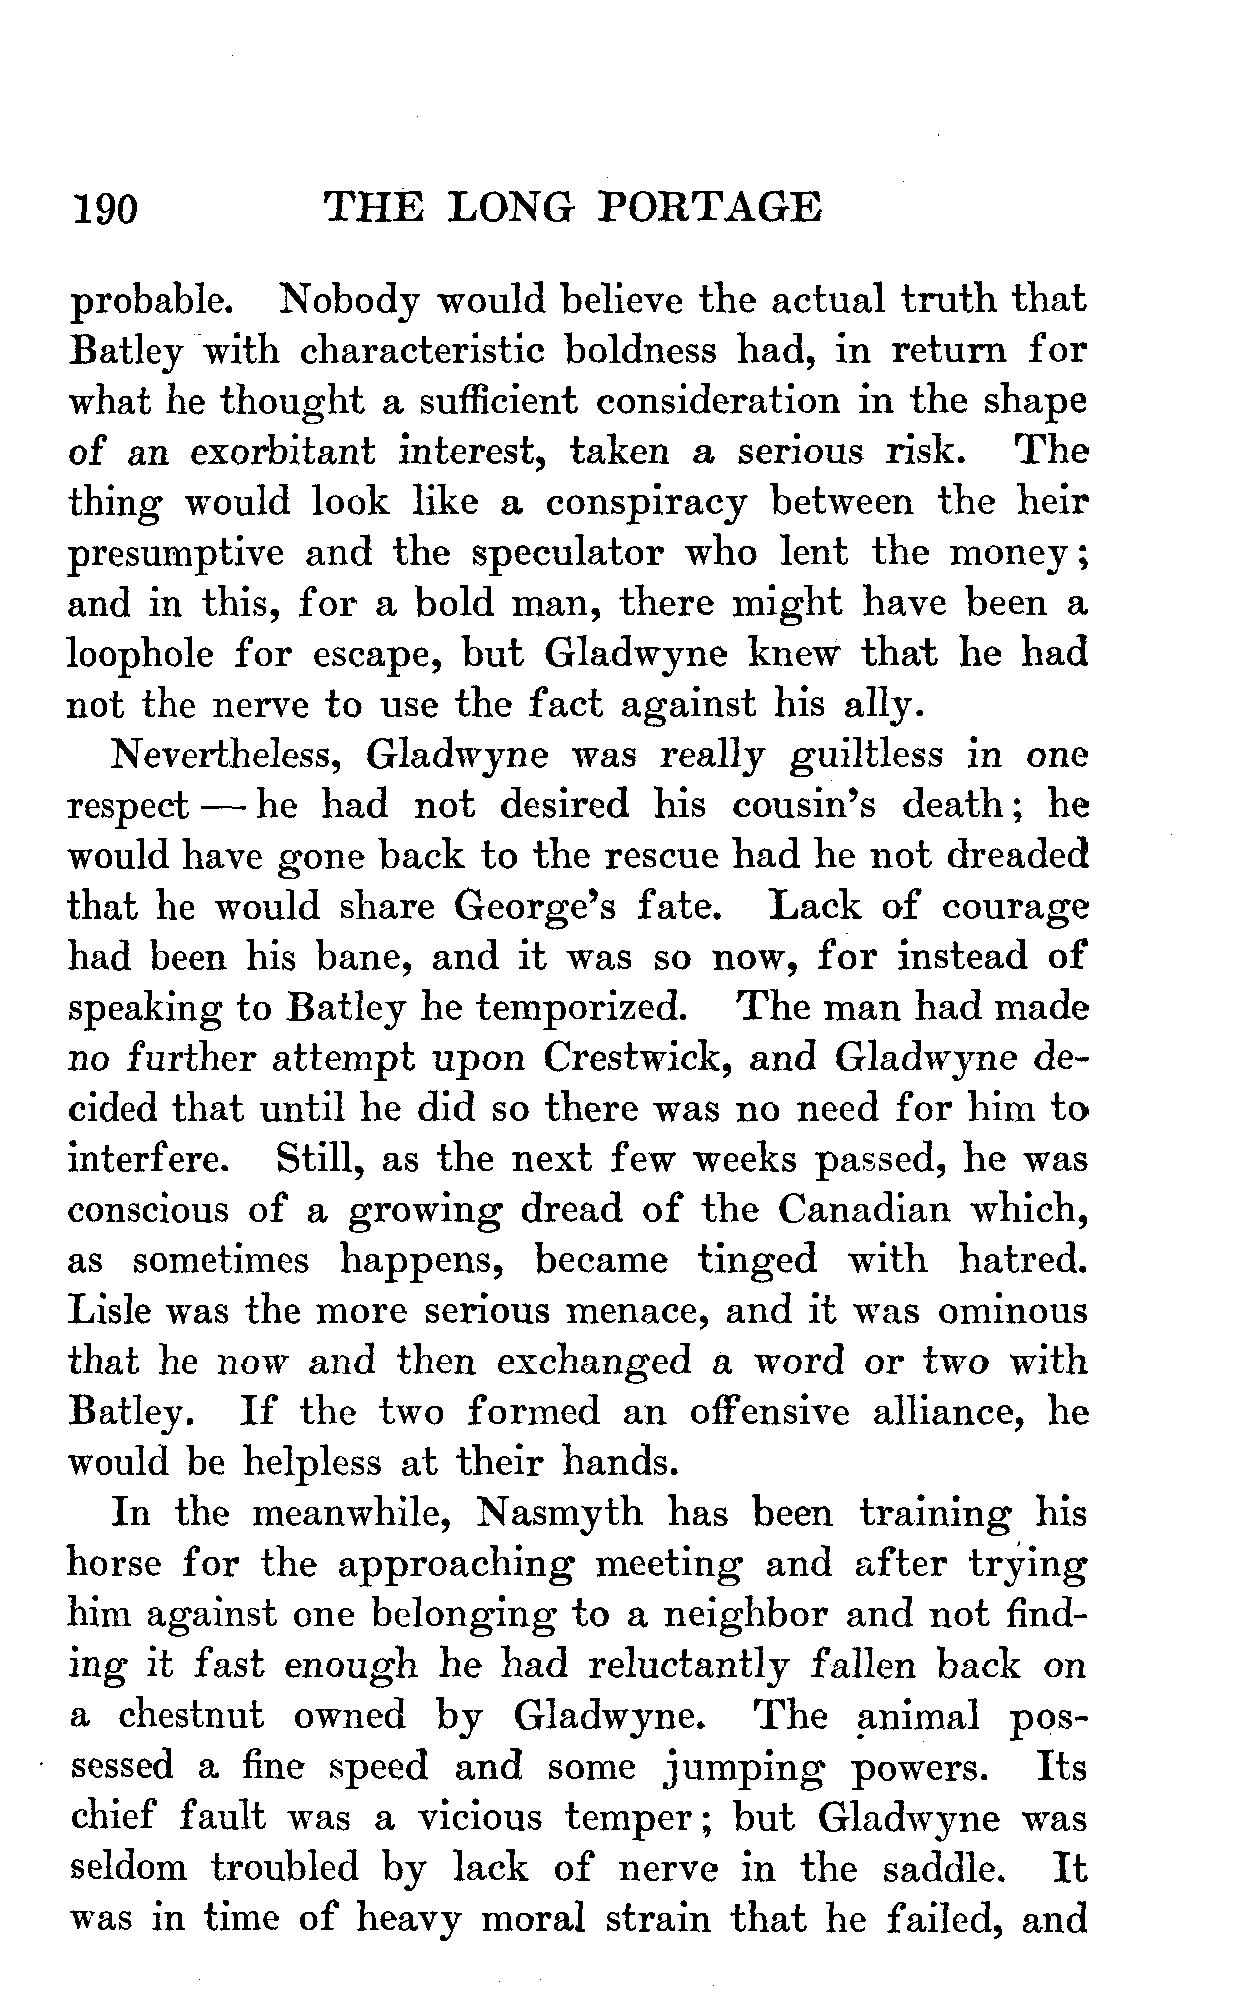 190 THE LONG PORTAGE
probable. Nobody would believe the actual truth that
Batley with characteristic boldness had, in return for
what he thought a sufficient consideration in the shape
of an exorbitant interest, taken a serious risk. The
thing would look like a conspiracy between the heir
presumptive and the speculator who lent the money;
and in this, for a bold man, there might have been a
loophole for escape, but Gladwyne knew that he had
not the nerve to use the fact against his ally.
Nevertheless, Gladwyne was really guiltless in one
respect — he had not desired his cousin's death; he
would have gone back to the rescue had he not dreaded
that he would share George's fate. Lack of courage
had been his bane, and it was so now, for instead of
speaking to Batley he temporized. The man had made
no further attempt upon Crestwick, and Gladwyne de-
cided that until he did so there was no need for him to
interfere. Still, as the next few weeks passed, he was
conscious of a growing dread of the Canadian which,
as sometimes happens, became tinged with hatred.
Lisle was the more serious menace, and it was ominous
that he now and then exchanged a word or two with
Batley. If the two formed an offensive alliance, he
would be helpless at their hands.
In the meanwhile, Nasmyth has been training his
horse for the approaching meeting and after trying
him against one belonging to a neighbor and not find-
ing it fast enough he had reluctantly fallen back on
a chestnut owned by Gladwyne. The animal pos-
sessed a fine speed and some jumping powers. Its
chief fault was a vicious temper; but Gladwyne was
seldom troubled by lack of nerve in the saddle. It
was in time of heavy moral strain that he failed, and